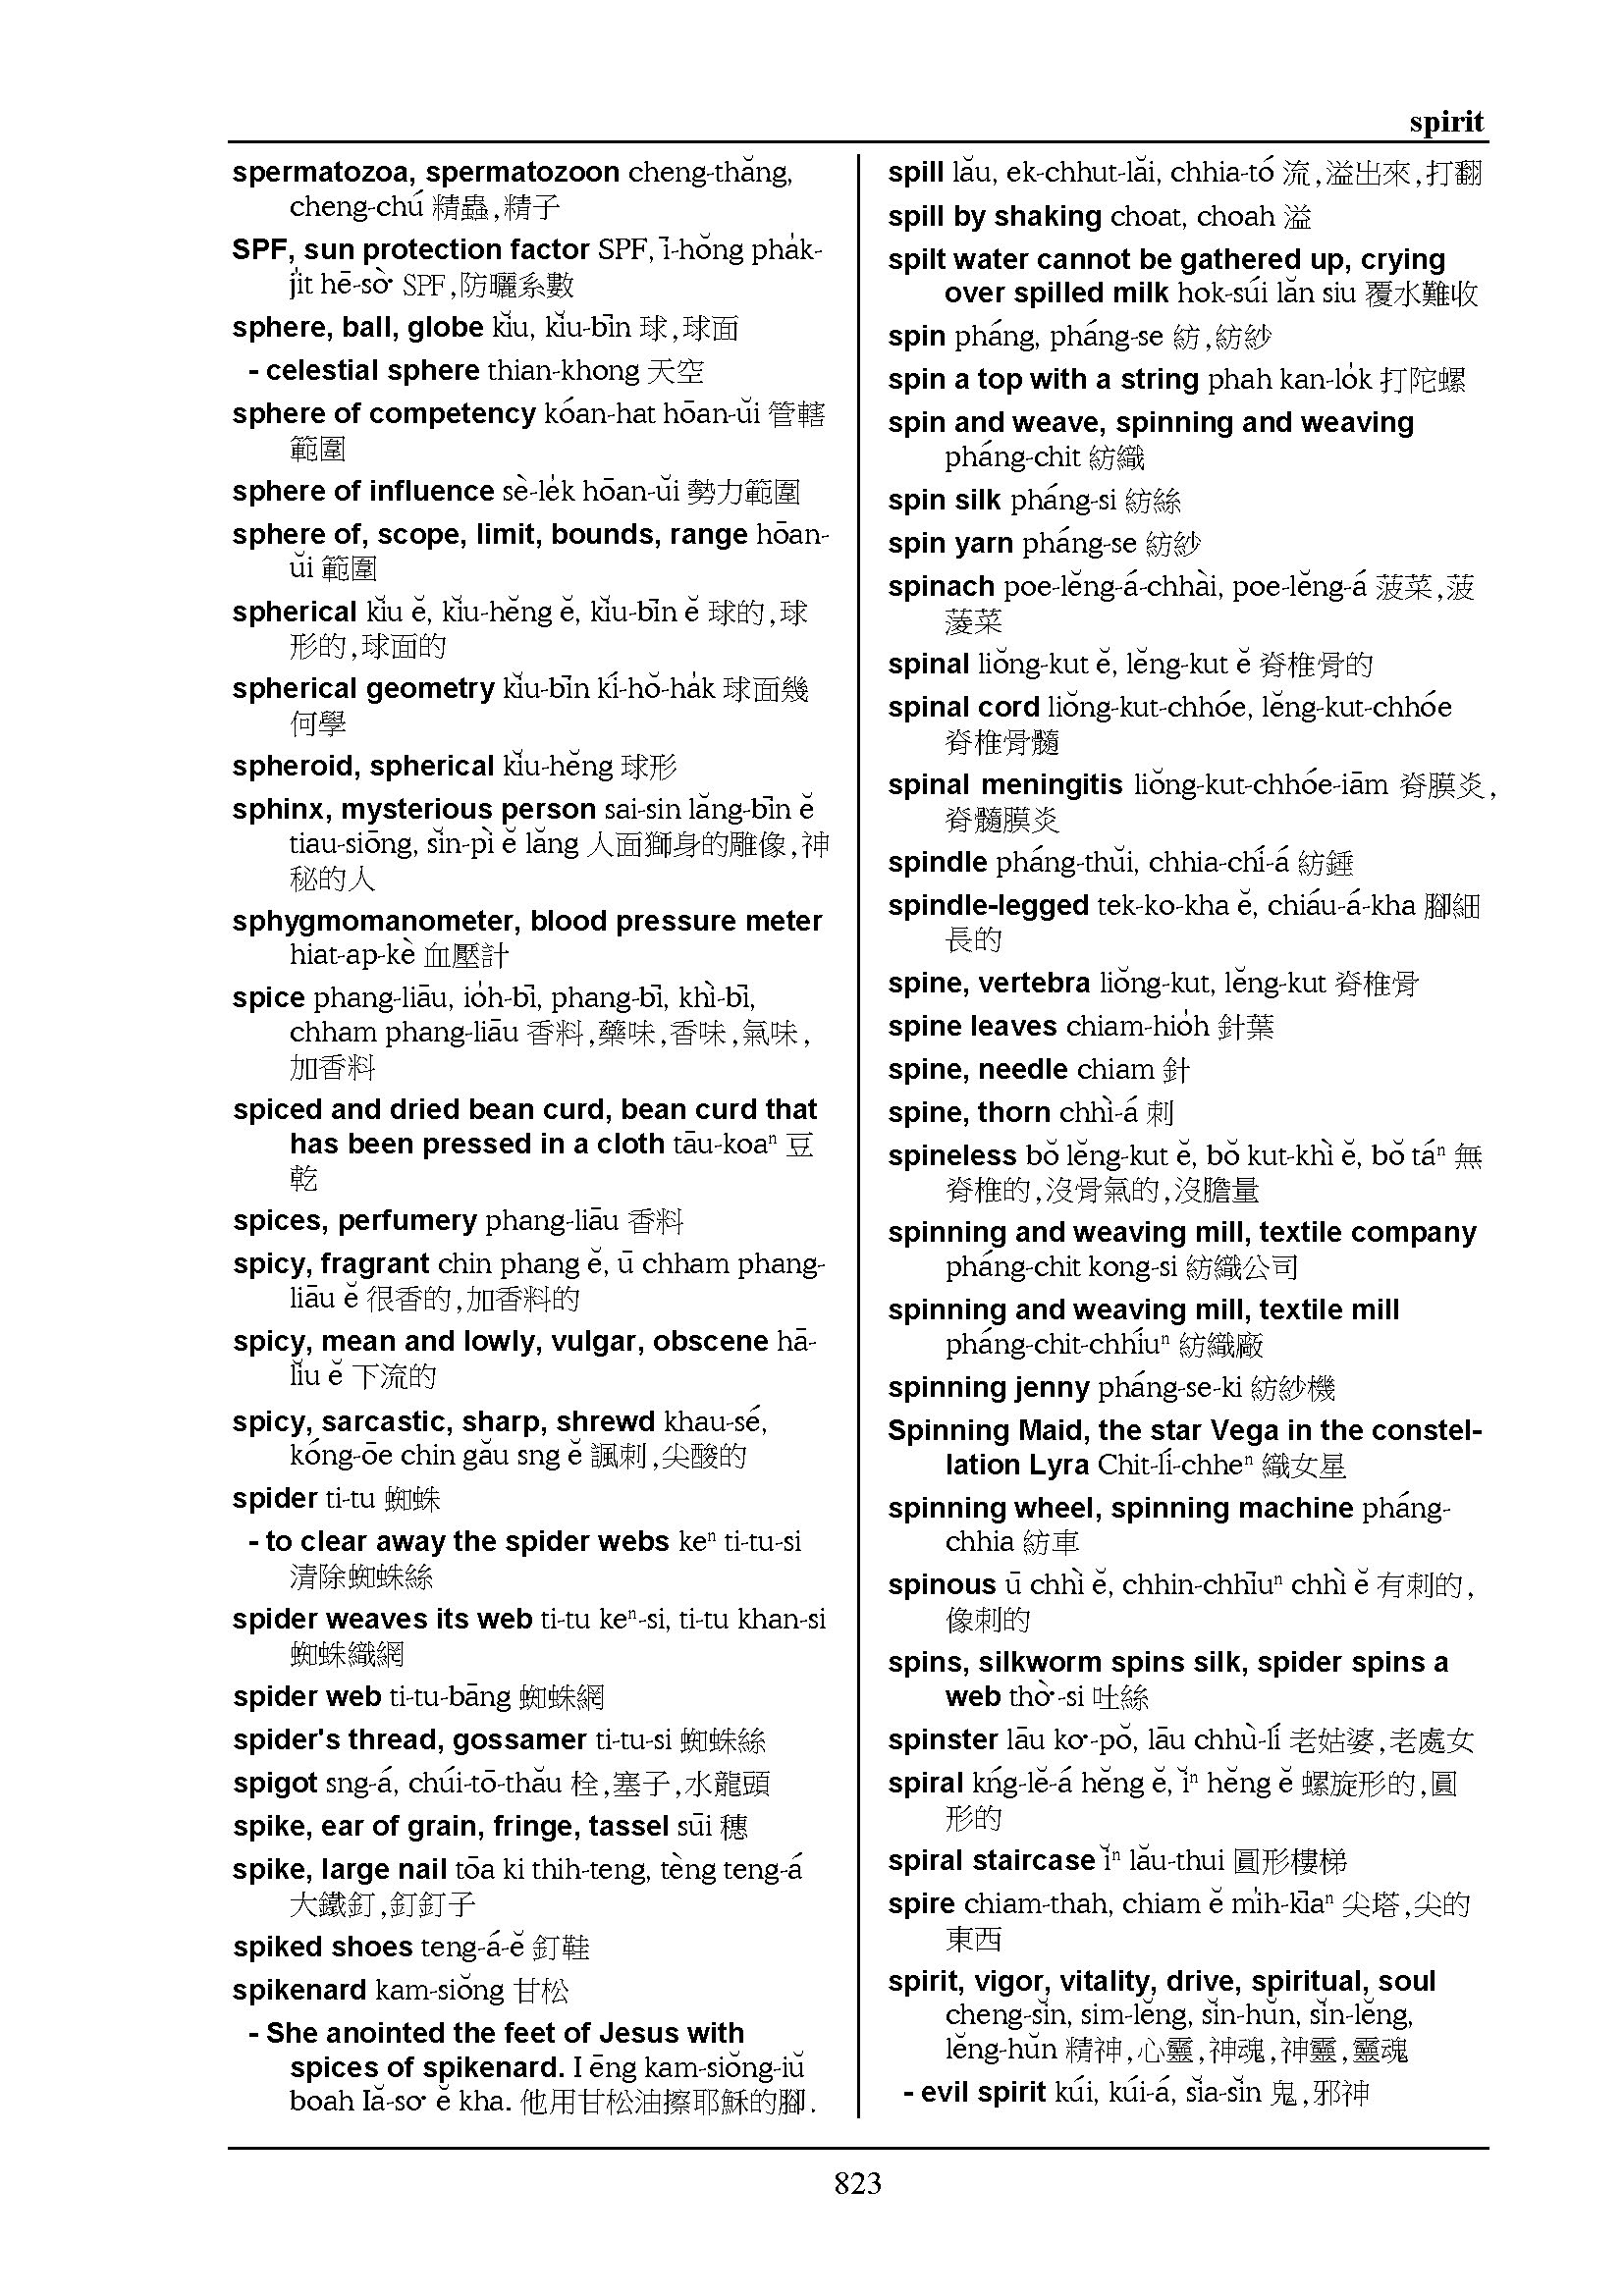 spirit
spermatozoa, spermatozoon cheng-thăng,
cheng-chú 精蟲,精子
SPF, sun protection factor SPF, ī-hŏng pha̍k-
ji̍t hē-sò͘ SPF,防曬系數
sphere, ball, globe kĭu, kĭu-bīn 球,球面
- celestial sphere thian-khong 天空
sphere of competency kóan-hat hōan-ŭi 管轄
範圍
sphere of influence sè-le̍k hōan-ŭi 勢力範圍
sphere of, scope, limit, bounds, range hōan-
ŭi 範圍
spherical kĭu ĕ, kĭu-hĕng ĕ, kĭu-bīn ĕ 球的,球
形的,球面的
spherical geometry kĭu-bīn kí-hŏ-ha̍k 球面幾
何學
spheroid, spherical kĭu-hĕng 球形
sphinx, mysterious person sai-sin lăng-bīn ĕ
tiau-siōng, sĭn-pì ĕ lăng 人面獅身的雕像,神
秘的人
sphygmomanometer, blood pressure meter
hiat-ap-kè 血壓計
spice phang-liāu, io̍h-bī, phang-bī, khì-bī,
chham phang-liāu 香料,藥味,香味,氣味,
加香料
spiced and dried bean curd, bean curd that
has been pressed in a cloth tāu-koaⁿ 豆
乾
spices, perfumery phang-liāu 香料
spicy, fragrant chin phang ĕ, ū chham phang-
liāu ĕ 很香的,加香料的
spicy, mean and lowly, vulgar, obscene hā-
lĭu ĕ 下流的
spicy, sarcastic, sharp, shrewd khau-sé,
kóng-ōe chin gău sng ĕ 諷刺,尖酸的
spider ti-tu 蜘蛛
- to clear away the spider webs keⁿ ti-tu-si
清除蜘蛛絲
spider weaves its web ti-tu keⁿ-si, ti-tu khan-si
蜘蛛織網
spider web ti-tu-bāng 蜘蛛網
spider's thread, gossamer ti-tu-si 蜘蛛絲
spigot sng-á, chúi-tō-thău 栓,塞子,水龍頭
spike, ear of grain, fringe, tassel sūi 穗
spike, large nail tōa ki thih-teng, tèng teng-á
大鐵釘,釘釘子
spiked shoes teng-á-ĕ 釘鞋
spikenard kam-siŏng 甘松
- She anointed the feet of Jesus with
spices of spikenard. I ēng kam-siŏng-iŭ
boah Iă-so͘ ĕ kha. 他用甘松油擦耶穌的腳.
spill lău, ek-chhut-lăi, chhia-tó 流,溢出來,打翻
spill by shaking choat, choah 溢
spilt water cannot be gathered up, crying
over spilled milk hok-súi lăn siu 覆水難收
spin pháng, pháng-se 紡,紡紗
spin a top with a string phah kan-lo̍k 打陀螺
spin and weave, spinning and weaving
pháng-chit 紡織
spin silk pháng-si 紡絲
spin yarn pháng-se 紡紗
spinach poe-lĕng-á-chhài, poe-lĕng-á 菠菜,菠
薐菜
spinal liŏng-kut ĕ, lĕng-kut ĕ 脊椎骨的
spinal cord liŏng-kut-chhóe, lĕng-kut-chhóe
脊椎骨髓
spinal meningitis liŏng-kut-chhóe-iām 脊膜炎,
脊髓膜炎
spindle pháng-thŭi, chhia-chí-á 紡錘
spindle-legged tek-ko-kha ĕ, chiáu-á-kha 腳細
長的
spine, vertebra liŏng-kut, lĕng-kut 脊椎骨
spine leaves chiam-hio̍h 針葉
spine, needle chiam 針
spine, thorn chhì-á 刺
spineless bŏ lĕng-kut ĕ, bŏ kut-khì ĕ, bŏ táⁿ 無
脊椎的,沒骨氣的,沒膽量
spinning and weaving mill, textile company
pháng-chit kong-si 紡織公司
spinning and weaving mill, textile mill
pháng-chit-chhíuⁿ 紡織廠
spinning jenny pháng-se-ki 紡紗機
Spinning Maid, the star Vega in the constel-
lation Lyra Chit-lí-chheⁿ 織女星
spinning wheel, spinning machine pháng-
chhia 紡車
spinous ū chhì ĕ, chhin-chhīuⁿ chhì ĕ 有刺的,
像刺的
spins, silkworm spins silk, spider spins a
web thò͘-si 吐絲
spinster lāu ko͘-pŏ, lāu chhù-lí 老姑婆,老處女
spiral kńg-lĕ-á hĕng ĕ, ĭⁿ hĕng ĕ 螺旋形的,圓
形的
spiral staircase ĭⁿ lău-thui 圓形樓梯
spire chiam-thah, chiam ĕ mi̍h-kīaⁿ 尖塔,尖的
東西
spirit, vigor, vitality, drive, spiritual, soul
cheng-sĭn, sim-lĕng, sĭn-hŭn, sĭn-lĕng,
lĕng-hŭn 精神,心靈,神魂,神靈,靈魂
- evil spirit kúi, kúi-á, sĭa-sĭn 鬼,邪神
823